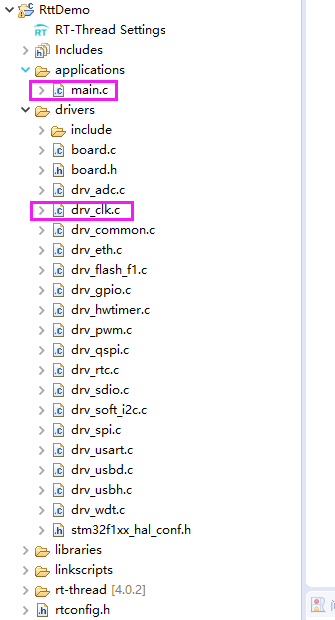 RttDemo
RT-Thread Settings
Includes
applications
main.c
drivers
include
board.c
board.h
drv_adc.c
drv_clk.c
drv_common.c
drv_eth.c
drv_flash_f1.c
drv_gpio.c
drv_hwtimer.c
drv_pwm.c
drv_qspi.c
drv_rtc.c
drv_sdio.c
drv_soft_i2c.c
drv_spi.c
drv_usart.c
drv_usbd.c
drv_usbh.c
drv_wdt.c
stm32f1xx_hal_conf.h
libraries
linkscripts
rt-thread [4.0.2]
rtconfig.h